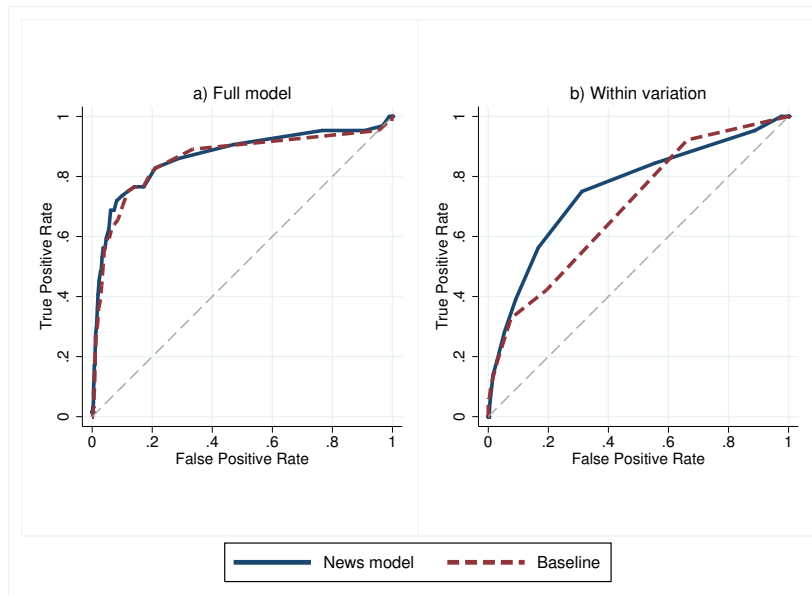 a) Full model
True Positive Rate
1
.8
.6
.4
.2
0
0 .2 .4 .6 .8 1
False Positive Rate
b) Within variation
True Positive Rate
1
.8
.6
.4
.2
0
0 .2 .4 .6 .8 1
False Positive Rate
News model Baseline